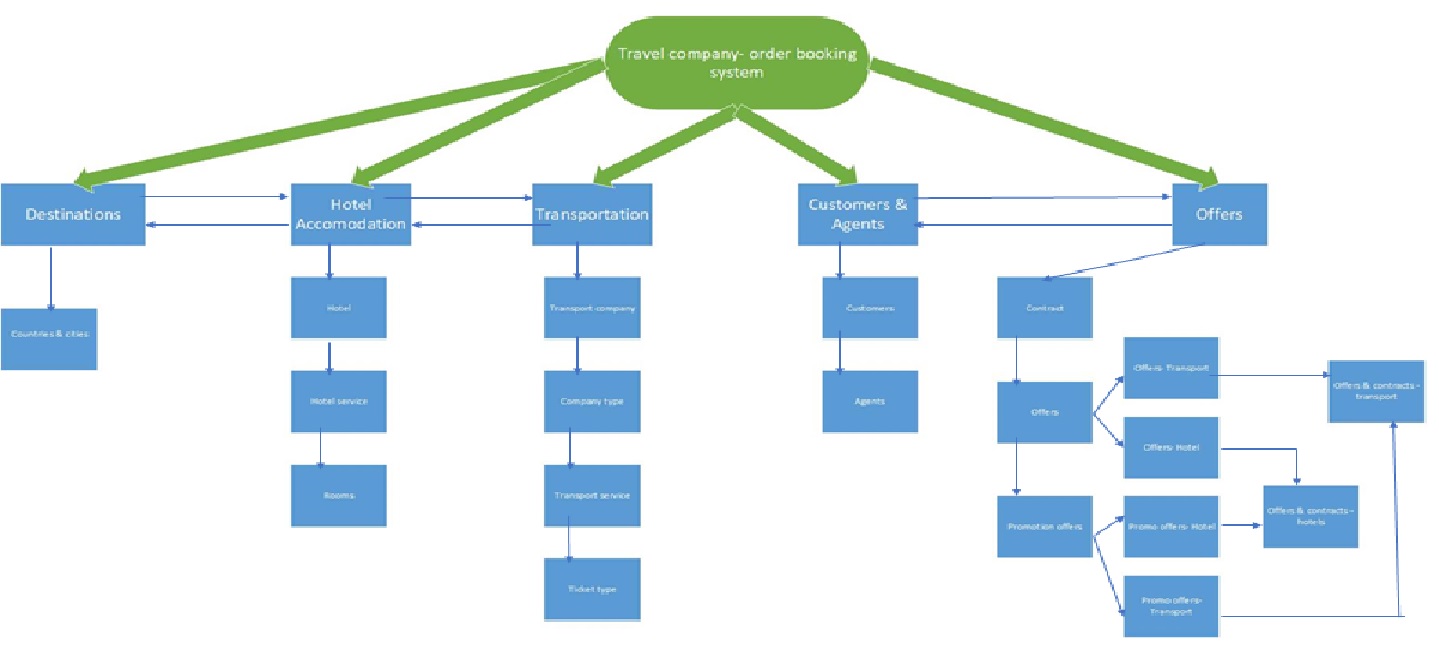 Travel company- order booking
system
Destinations
Hotel
Accomodation
Transportation
Customers &
Agents
Offers
Countries & cities
Hotel
Hotel service
Rooms
Transport company
Company type
Transport service
Ticket type
Customers
Agents
Contract
Offers
Promotion offers
Offers- Transport
Offers- Hotel
Promo offers- Hotel
Promo offers-
Transport
Offers & contracts -
transport
Offers & contracts -
hotels